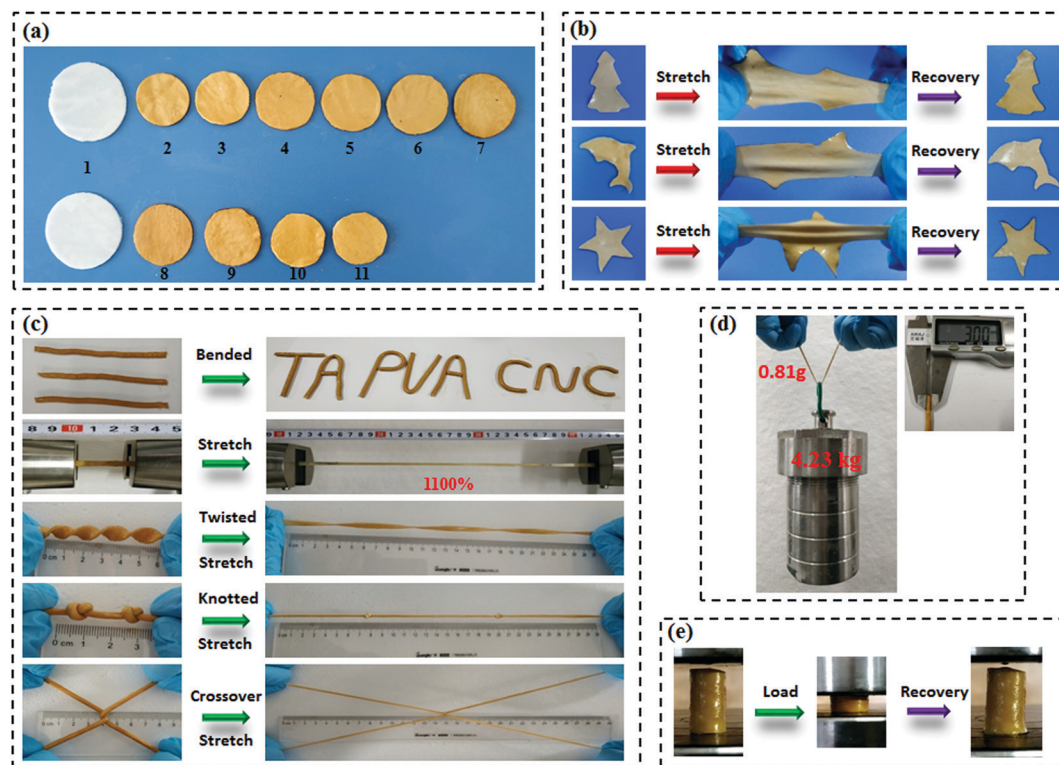 (a)
1
2
3
4
5
6
7
8
9
10
11
(b)
Stretch
Recovery
Stretch
Recovery
Stretch
Recovery
(c)
Bended
TA PVA CNC
Stretch
1100%
Twisted
Stretch
Knotted
Stretch
Crossover
Stretch
(d)
0.81g
4.23 kg
3.00
(e)
Load
Recovery